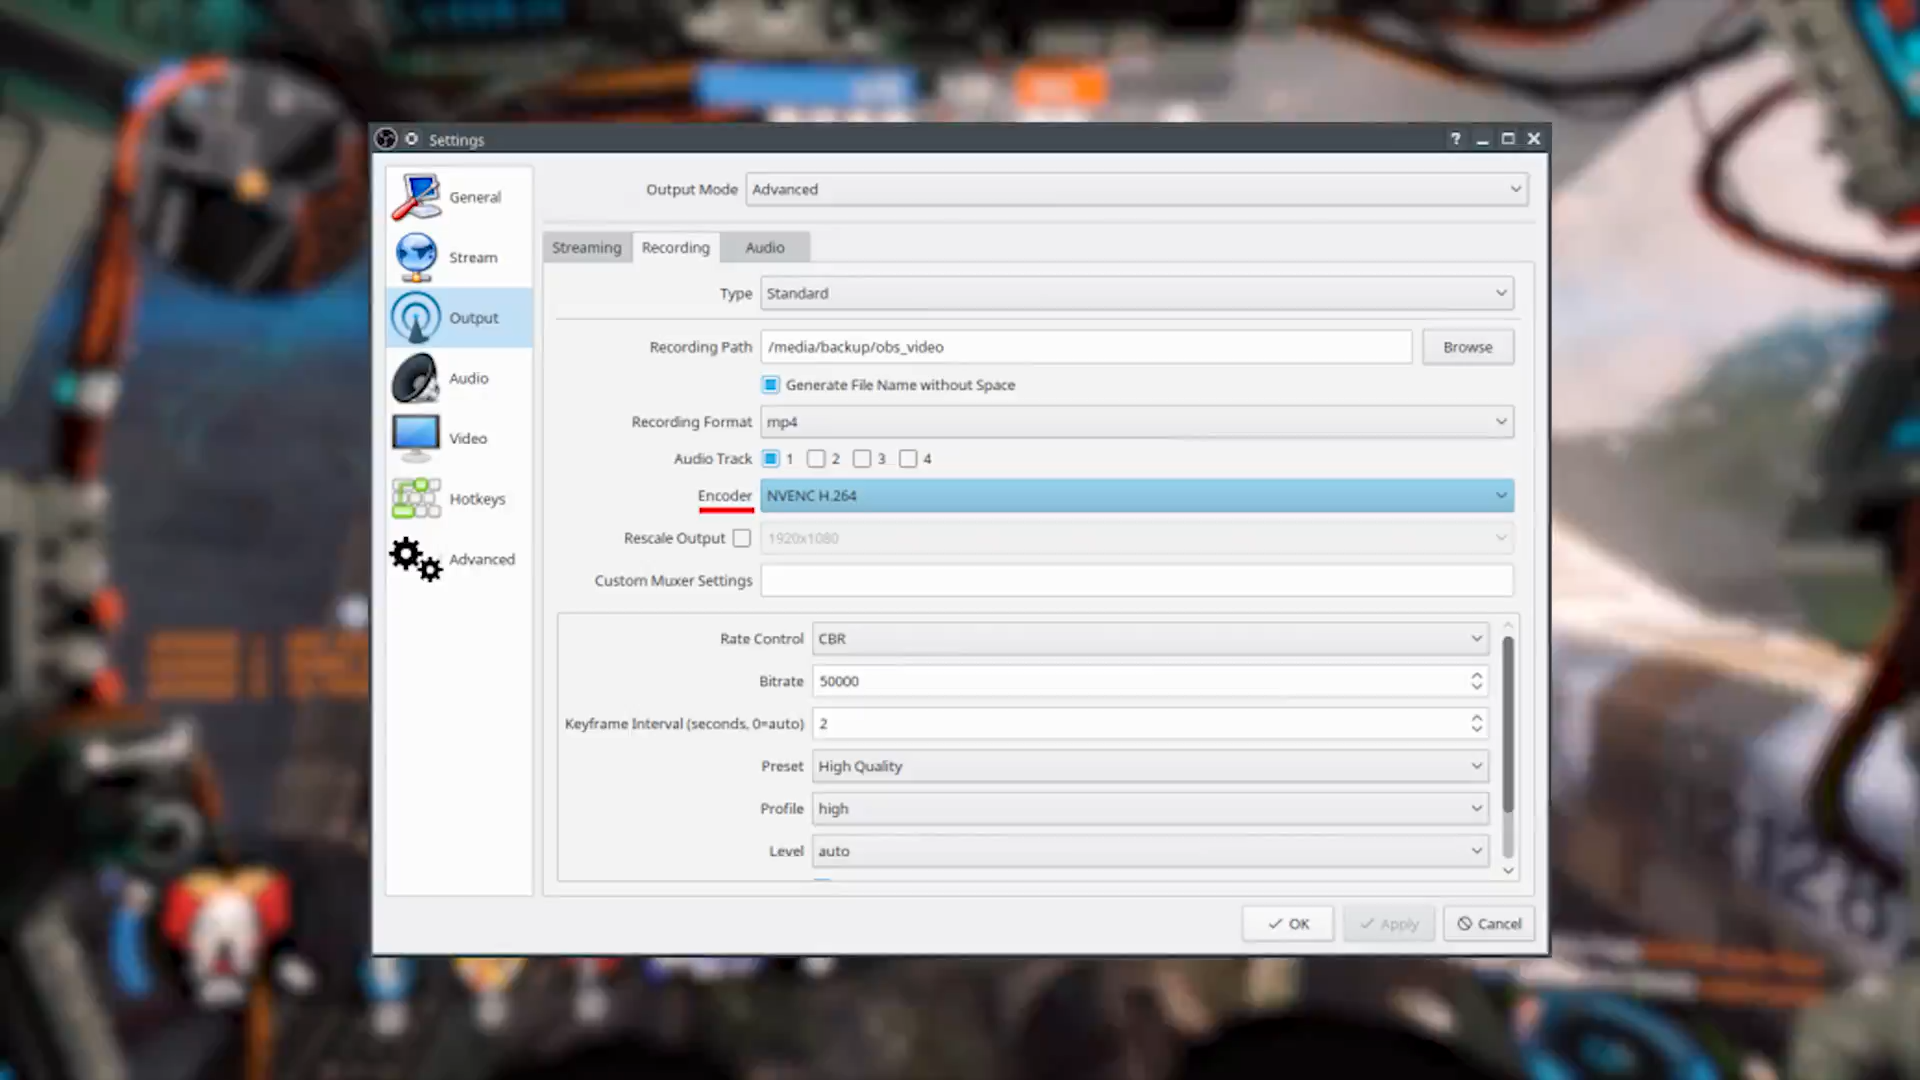 Settings
General
Stream
Output
Audio
Video
Hotkeys
Advanced
Output Mode Advanced
Streaming Recording Audio
Type Standard
Recording Path /media/backup/obs_video Browse
Generate File Name without Space
Recording Format mp4
Audio Track 1 2 3 4
Encoder NVENC H.264
Rescale Output 1920x1080
Custom Muxer Settings
Rate Control CBR
Bitrate 50000
Keyframe Interval (seconds, 0=auto) 2
Preset High Quality
Profile high
Level auto
OK Apply Cancel